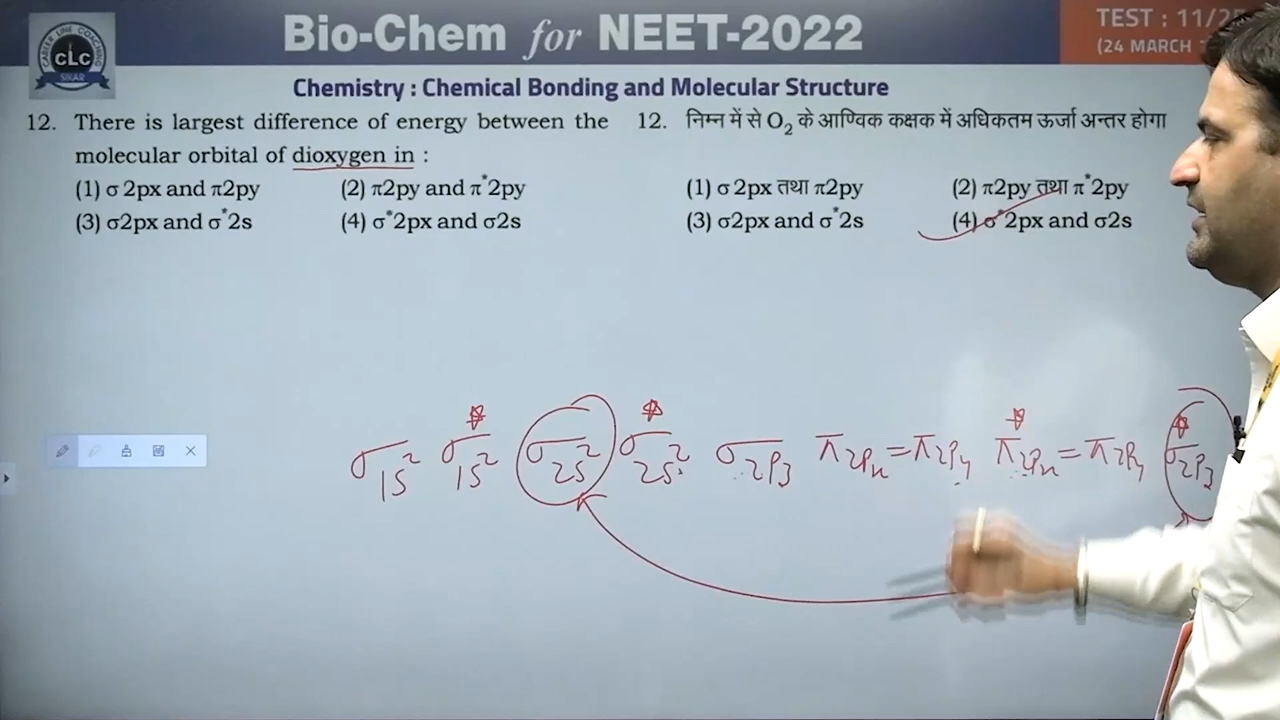 Bio-Chem for NEET-2022
TEST : 11/25
(24 MARCH
CAREER LINE COACHING
CLC
SIKAR
Chemistry : Chemical Bonding and Molecular Structure
12. There is largest difference of energy between the
molecular orbital of dioxygen in :
(1) σ 2px and π2py (2) π2py and π*2py
(3) σ2px and σ*2s (4) σ*2px and σ2s
12. निम्न में से O₂ के आण्विक कक्षक में अधिकतम ऊर्जा अन्तर होगा
(1) σ 2px तथा π2py (2) π2py तथा π*2py
(3) σ2px and σ*2s (4) σ*2px and σ2s
σ1s² σ*1s² σ2s² σ*2s² σ2pz π2px = π2py π*2px = π2py σ*2pz